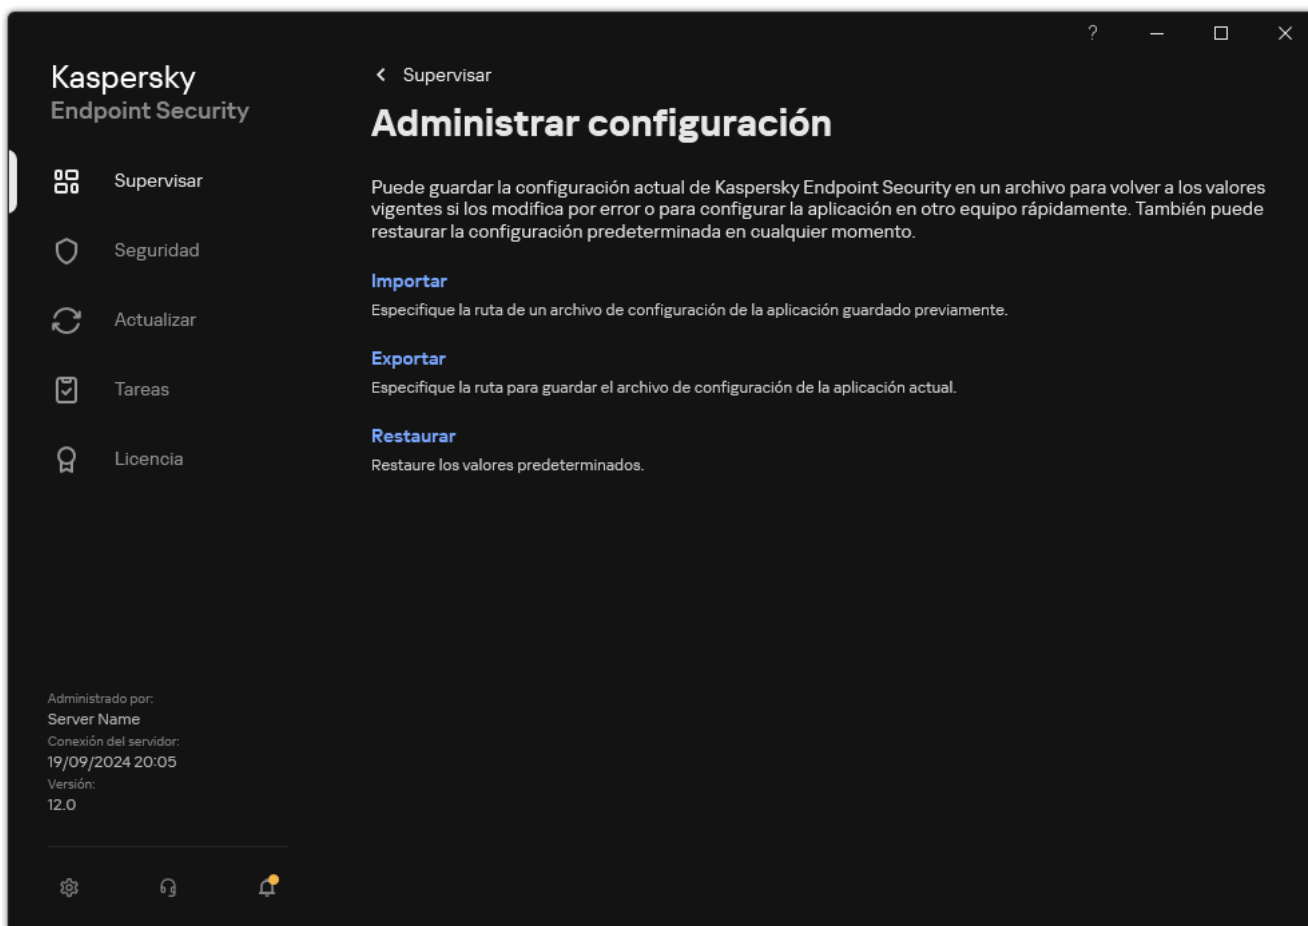 ?
Kaspersky
Endpoint Security
Supervisar
Seguridad
Actualizar
Tareas
Licencia
Administrado por:
Server Name
Conexión del servidor:
19/09/2024 20:05
Versión:
12.0
Supervisar
Administrar configuración
Puede guardar la configuración actual de Kaspersky Endpoint Security en un archivo para volver a los valores
vigentes si los modifica por error o para configurar la aplicación en otro equipo rápidamente. También puede
restaurar la configuración predeterminada en cualquier momento.
Importar
Especifique la ruta de un archivo de configuración de la aplicación guardado previamente.
Exportar
Especifique la ruta para guardar el archivo de configuración de la aplicación actual.
Restaurar
Restaure los valores predeterminados.